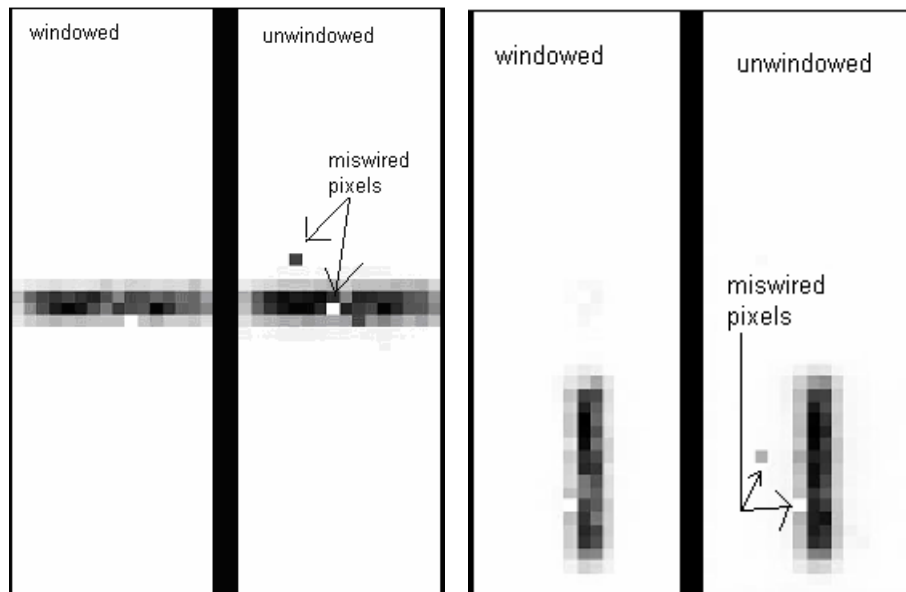 windowed
unwindowed
miswired
pixels
windowed
unwindowed
miswired
pixels